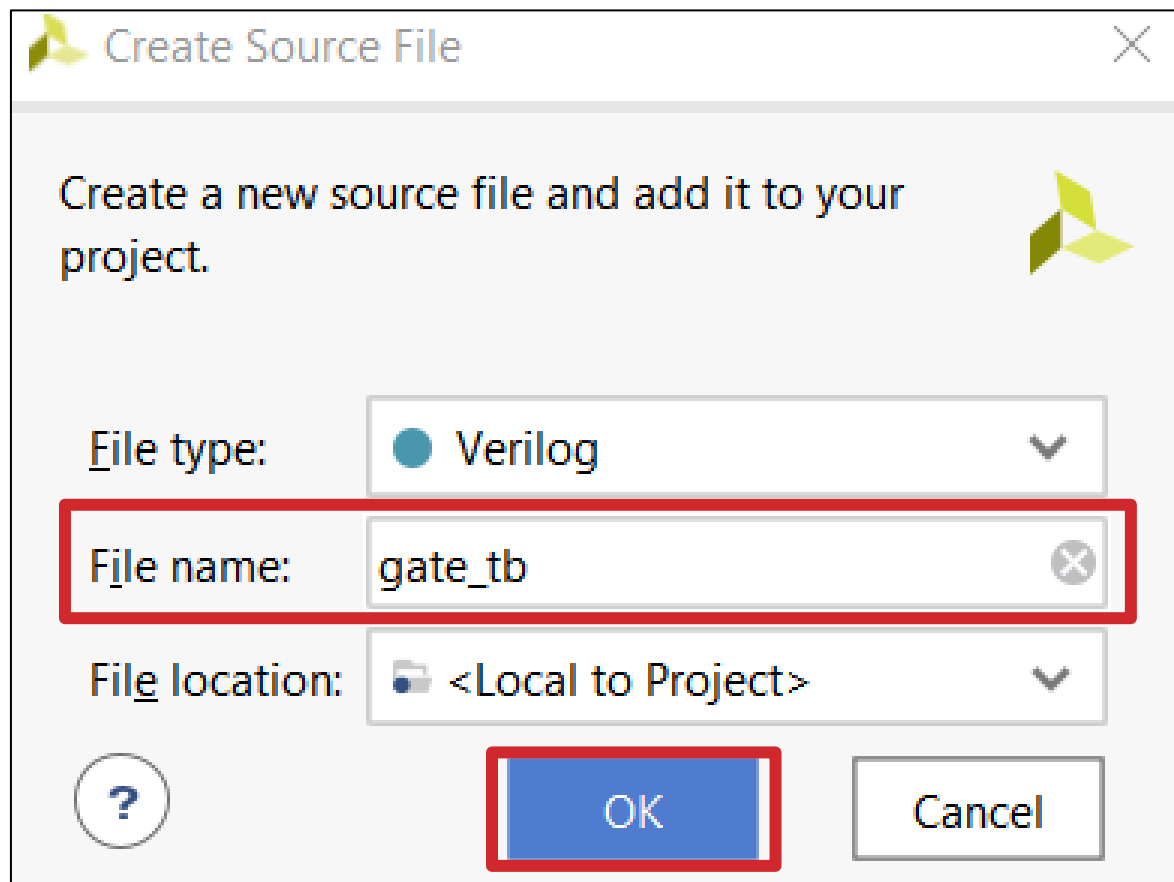 Create Source File
Create a new source file and add it to your
project.
File type: Verilog
File name: gate_tb
File location: <Local to Project>
? OK Cancel